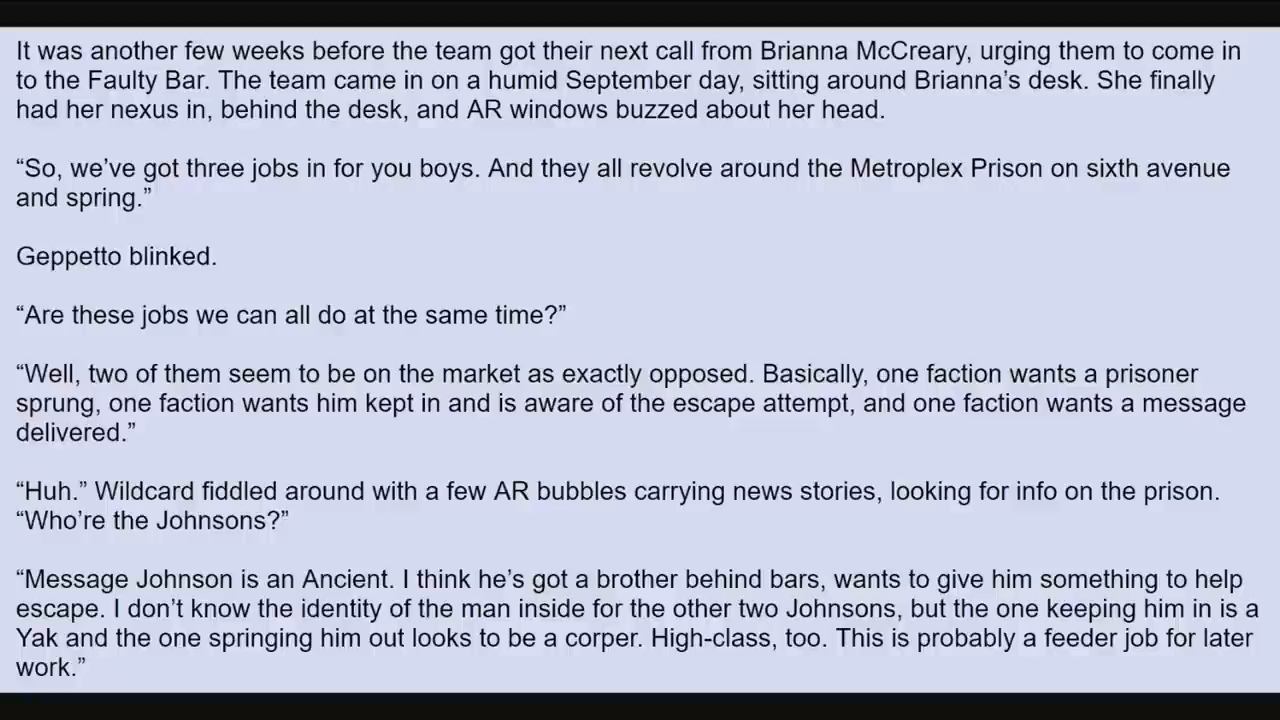 It was another few weeks before the team got their next call from Brianna McCreary, urging them to come in
to the Faulty Bar. The team came in on a humid September day, sitting around Brianna’s desk. She finally
had her nexus in, behind the desk, and AR windows buzzed about her head.
“So, we’ve got three jobs in for you boys. And they all revolve around the Metroplex Prison on sixth avenue
and spring.”
Geppetto blinked.
“Are these jobs we can all do at the same time?”
“Well, two of them seem to be on the market as exactly opposed. Basically, one faction wants a prisoner
sprung, one faction wants him kept in and is aware of the escape attempt, and one faction wants a message
delivered.”
“Huh.” Wildcard fiddled around with a few AR bubbles carrying news stories, looking for info on the prison.
“Who’re the Johnsons?”
“Message Johnson is an Ancient. I think he’s got a brother behind bars, wants to give him something to help
escape. I don’t know the identity of the man inside for the other two Johnsons, but the one keeping him in is a
Yak and the one springing him out looks to be a corper. High-class, too. This is probably a feeder job for later
work.”